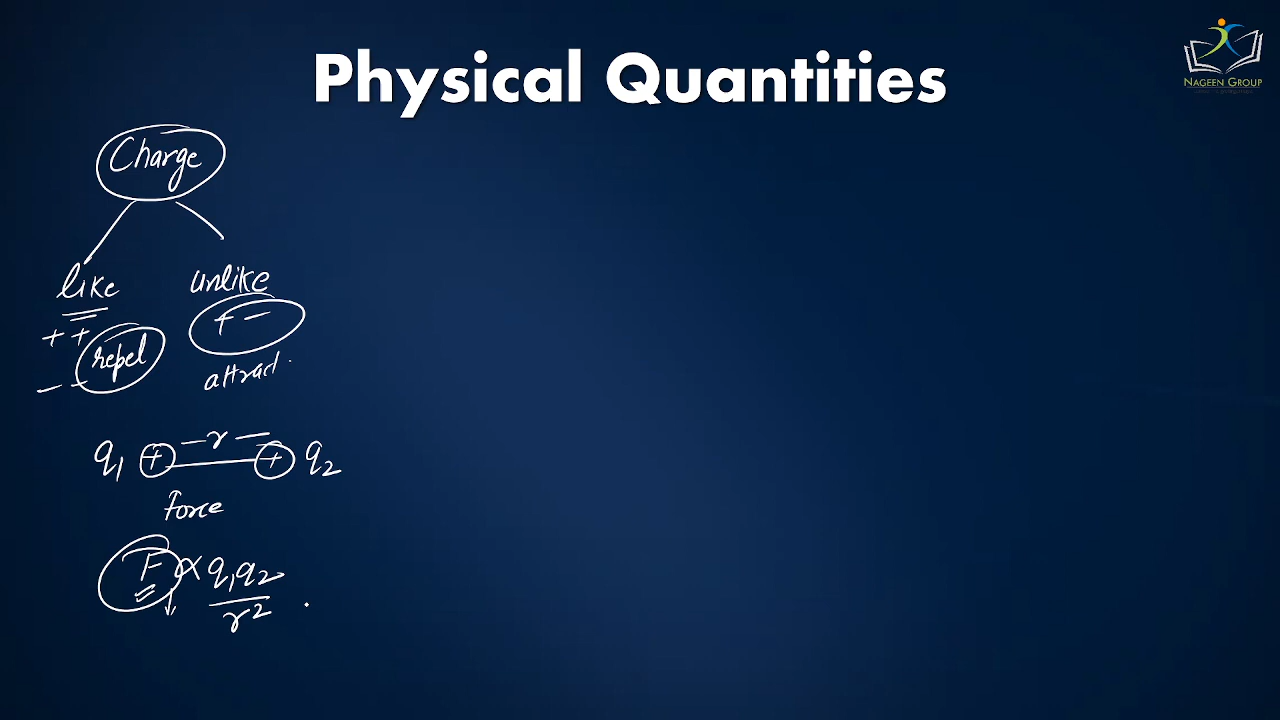 Physical Quantities
NAGEEN GROUP
Charge
like unlike
+ + + -
repel
- - attract
q1 + - r - + q2
Force
F ∝ q1q2
r2